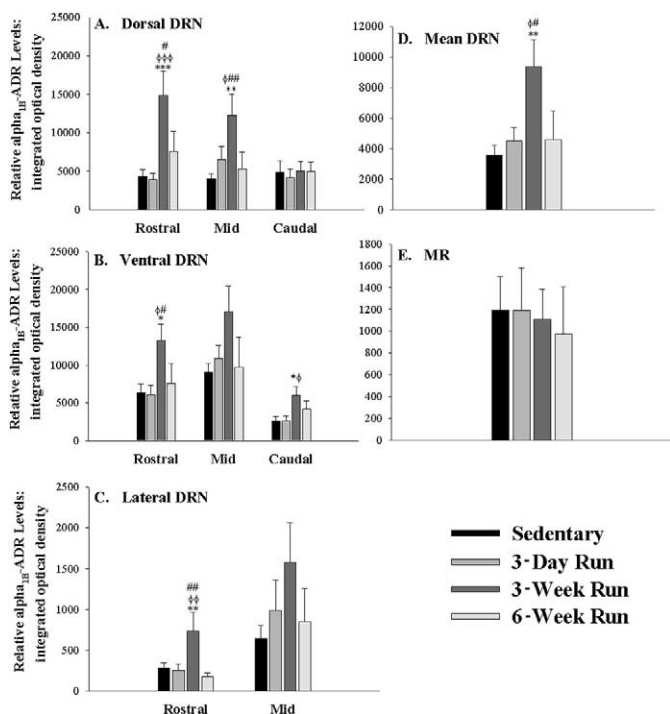 A. Dorsal DRN
Relative alpha1B-ADR Levels:
integrated optical density
25000
20000
15000
10000
5000
0
#
ϕϕϕ
***
ϕ##
**
Rostral Mid Caudal
D. Mean DRN
12000
10000
8000
6000
4000
2000
0
ϕ#
**
B. Ventral DRN
Relative alpha1B-ADR Levels:
integrated optical density
25000
20000
15000
10000
5000
0
ϕ#
*
*ϕ
Rostral Mid Caudal
E. MR
1800
1600
1400
1200
1000
800
600
400
200
0
C. Lateral DRN
Relative alpha1B-ADR Levels:
integrated optical density
2500
2000
1500
1000
500
0
##
ϕϕ
**
Rostral Mid
Sedentary
3-Day Run
3-Week Run
6-Week Run